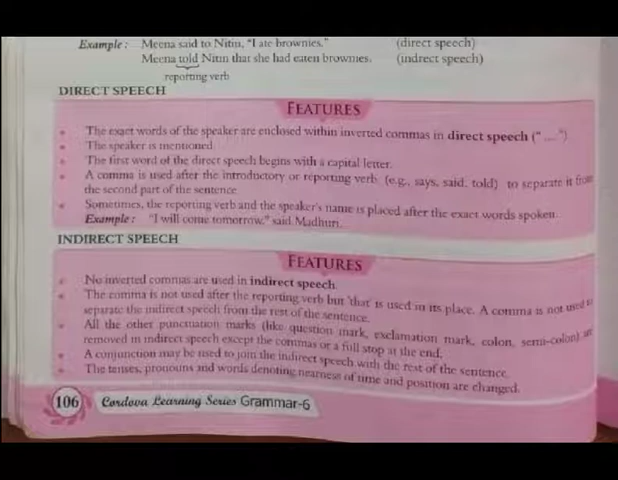 Example : Meena said to Nitin, "I ate brownies." (direct speech)
Meena told Nitin that she had eaten brownies. (indrect speech)
reporting verb
DIRECT SPEECH
FEATURES
• The exact words of the speaker are enclosed within inverted commas in direct speech (" .... ")
• The speaker is mentioned
• The first word of the direct speech begins with a capital letter.
• A comma is used after the introductory or reporting verb (e.g., says, said, told) to separate it from
the second part of the sentence
• Sometimes, the reporting verb and the speaker's name is placed after the exact words spoken.
Example : "I will come tomorrow," said Madhuri.
INDIRECT SPEECH
FEATURES
• No inverted commas are used in indirect speech.
• The comma is not used after the reporting verb but 'that' is used in its place. A comma is not used to
separate the indirect speech from the rest of the sentence.
• All the other punctuation marks (like question mark, exclamation mark, colon, semi-colon) are
removed in indirect speech except the commas or a full stop at the end.
• A conjunction may be used to join the indirect speech with the rest of the sentence.
• The tenses, pronouns and words denoting nearness of time and position are changed.
106 Cordova Learning Series Grammar-6